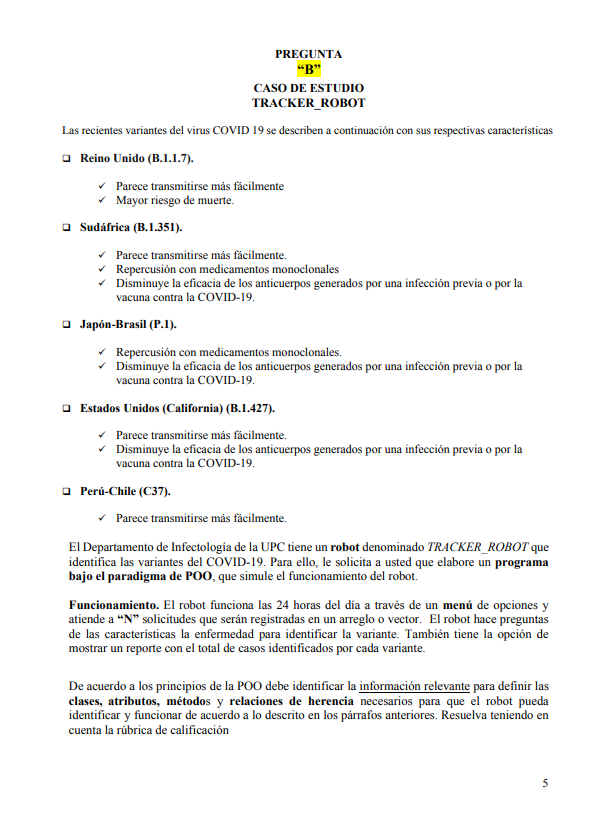 PREGUNTA
“B”
CASO DE ESTUDIO
TRACKER_ROBOT
Las recientes variantes del virus COVID 19 se describen a continuación con sus respectivas características
❑ Reino Unido (B.1.1.7).
✓ Parece transmitirse más fácilmente
✓ Mayor riesgo de muerte.
❑ Sudáfrica (B.1.351).
✓ Parece transmitirse más fácilmente.
✓ Repercusión con medicamentos monoclonales
✓ Disminuye la eficacia de los anticuerpos generados por una infección previa o por la
vacuna contra la COVID-19.
❑ Japón-Brasil (P.1).
✓ Repercusión con medicamentos monoclonales.
✓ Disminuye la eficacia de los anticuerpos generados por una infección previa o por la
vacuna contra la COVID-19.
❑ Estados Unidos (California) (B.1.427).
✓ Parece transmitirse más fácilmente.
✓ Disminuye la eficacia de los anticuerpos generados por una infección previa o por la
vacuna contra la COVID-19.
❑ Perú-Chile (C37).
✓ Parece transmitirse más fácilmente.
El Departamento de Infectología de la UPC tiene un robot denominado TRACKER_ROBOT que
identifica las variantes del COVID-19. Para ello, le solicita a usted que elabore un programa
bajo el paradigma de POO, que simule el funcionamiento del robot.
Funcionamiento. El robot funciona las 24 horas del día a través de un menú de opciones y
atiende a “N” solicitudes que serán registradas en un arreglo o vector. El robot hace preguntas
de las características la enfermedad para identificar la variante. También tiene la opción de
mostrar un reporte con el total de casos identificados por cada variante.
De acuerdo a los principios de la POO debe identificar la información relevante para definir las
clases, atributos, métodos y relaciones de herencia necesarios para que el robot pueda
identificar y funcionar de acuerdo a lo descrito en los párrafos anteriores. Resuelva teniendo en
cuenta la rúbrica de calificación
5